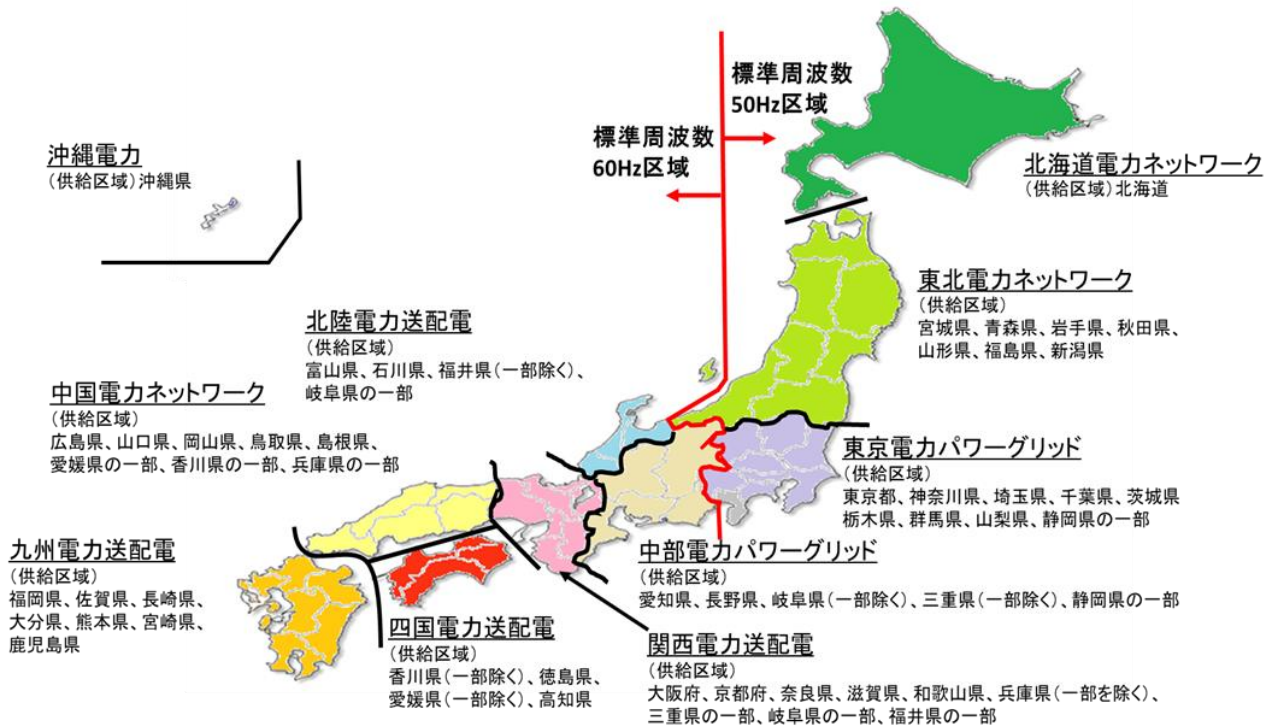 標準周波数
50Hz区域
標準周波数
60Hz区域
沖縄電力
(供給区域)沖縄県
北海道電力ネットワーク
(供給区域)北海道
東北電力ネットワーク
(供給区域)
宮城県、青森県、岩手県、秋田県、
山形県、福島県、新潟県
北陸電力送配電
(供給区域)
富山県、石川県、福井県(一部除く)、
岐阜県の一部
中国電力ネットワーク
(供給区域)
広島県、山口県、岡山県、鳥取県、島根県、
愛媛県の一部、香川県の一部、兵庫県の一部
東京電力パワーグリッド
(供給区域)
東京都、神奈川県、埼玉県、千葉県、茨城県
栃木県、群馬県、山梨県、静岡県の一部
九州電力送配電
(供給区域)
福岡県、佐賀県、長崎県、
大分県、熊本県、宮崎県、
鹿児島県
中部電力パワーグリッド
(供給区域)
愛知県、長野県、岐阜県(一部除く)、三重県(一部除く)、静岡県の一部
四国電力送配電
(供給区域)
香川県(一部除く)、徳島県、
愛媛県(一部除く)、高知県
関西電力送配電
(供給区域)
大阪府、京都府、奈良県、滋賀県、和歌山県、兵庫県(一部を除く)、
三重県の一部、岐阜県の一部、福井県の一部